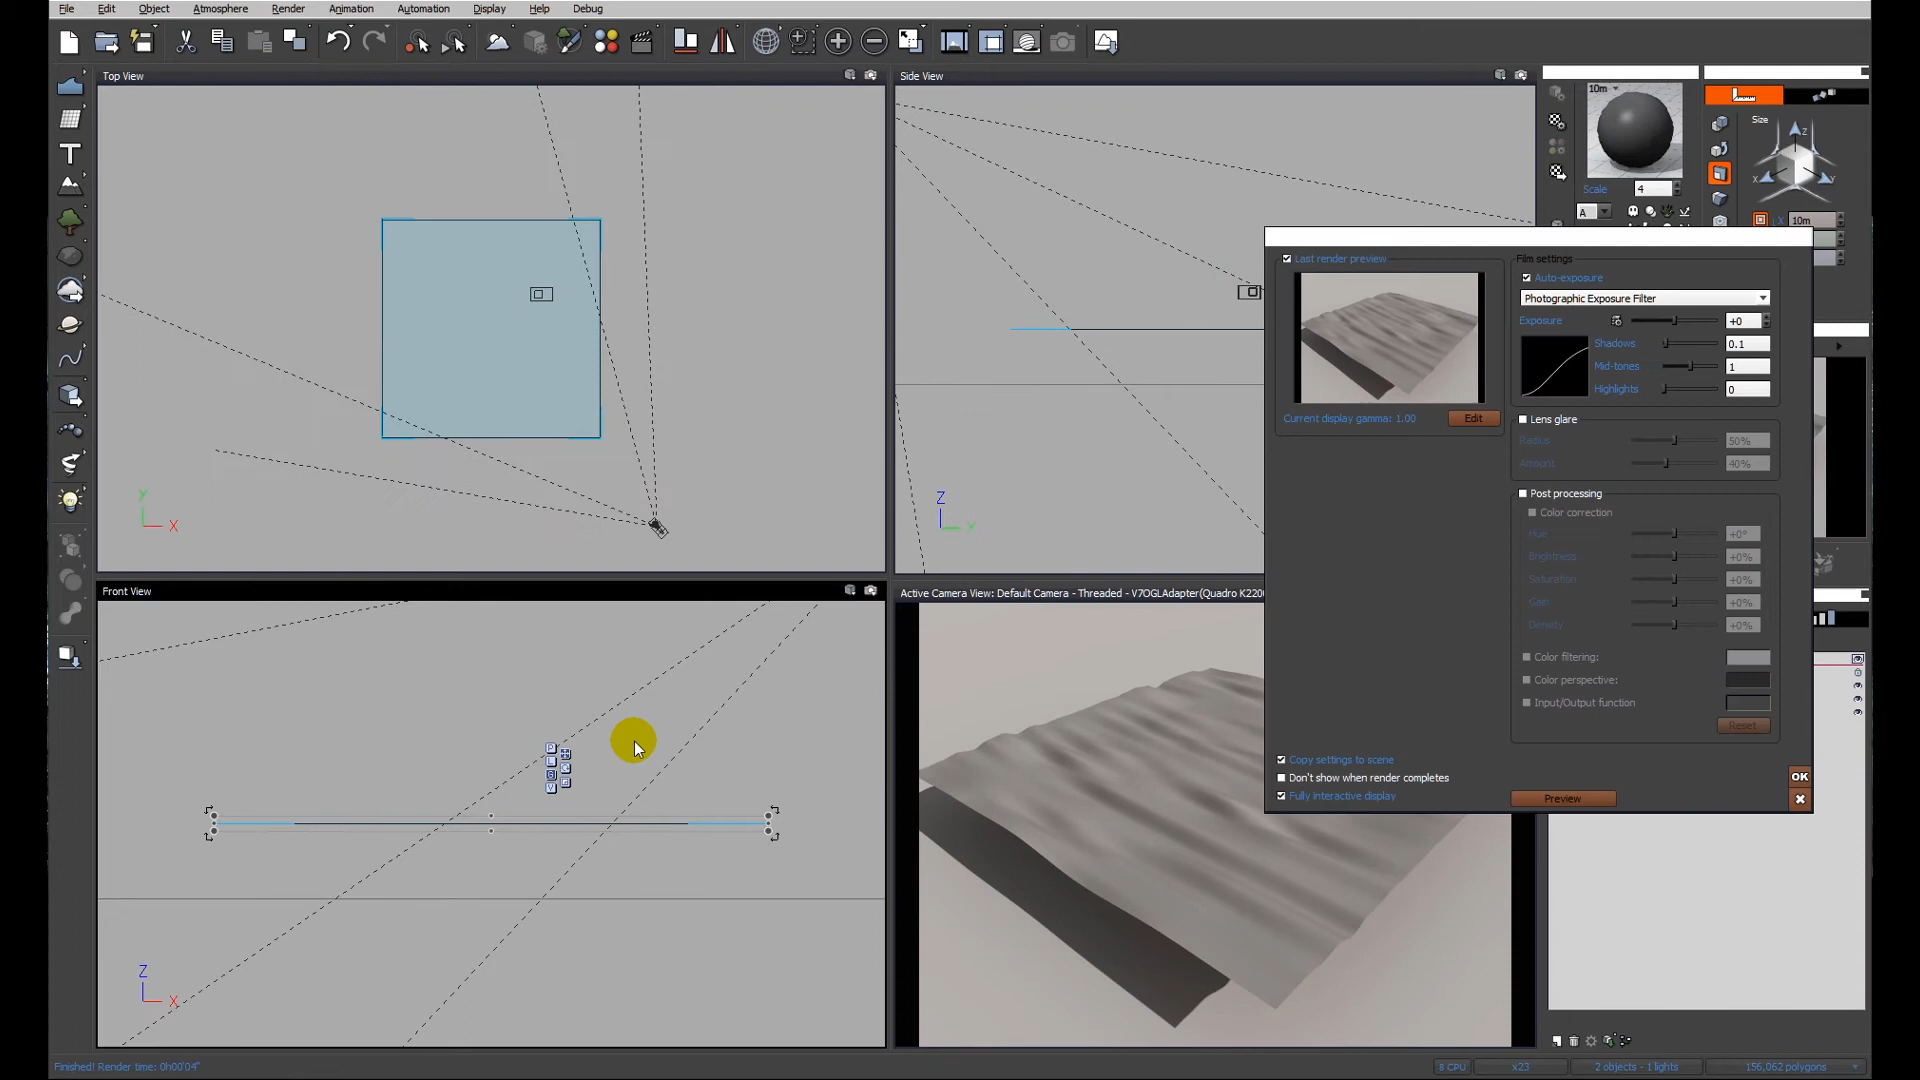 File Edit Object Atmosphere Render Animation Automation Display Help Debug
Top View
Side View
10m
Size
Z
X Y
Scale 4
A
X 10m
Last render preview
Film settings
Auto-exposure
Photographic Exposure Filter
Exposure +0
Shadows 0.1
Mid-tones 1
Highlights 0
Current display gamma: 1.00 Edit
Lens glare
Radius 50%
Amount 40%
Post processing
Color correction
Hue +0°
Brightness +0%
Saturation +0%
Gain +0%
Density +0%
Color filtering:
Color perspective:
Input/Output function
Reset
Copy settings to scene
Don't show when render completes
Fully interactive display
Preview
OK
Y
X
Z
Y
Front View
Active Camera View: Default Camera - Threaded - V7OGLAdapter(Quadro K220
P
L
V
Z
X
Finished! Render time: 0h00'04"
8 CPU x23 2 objects - 1 lights 156,062 polygons